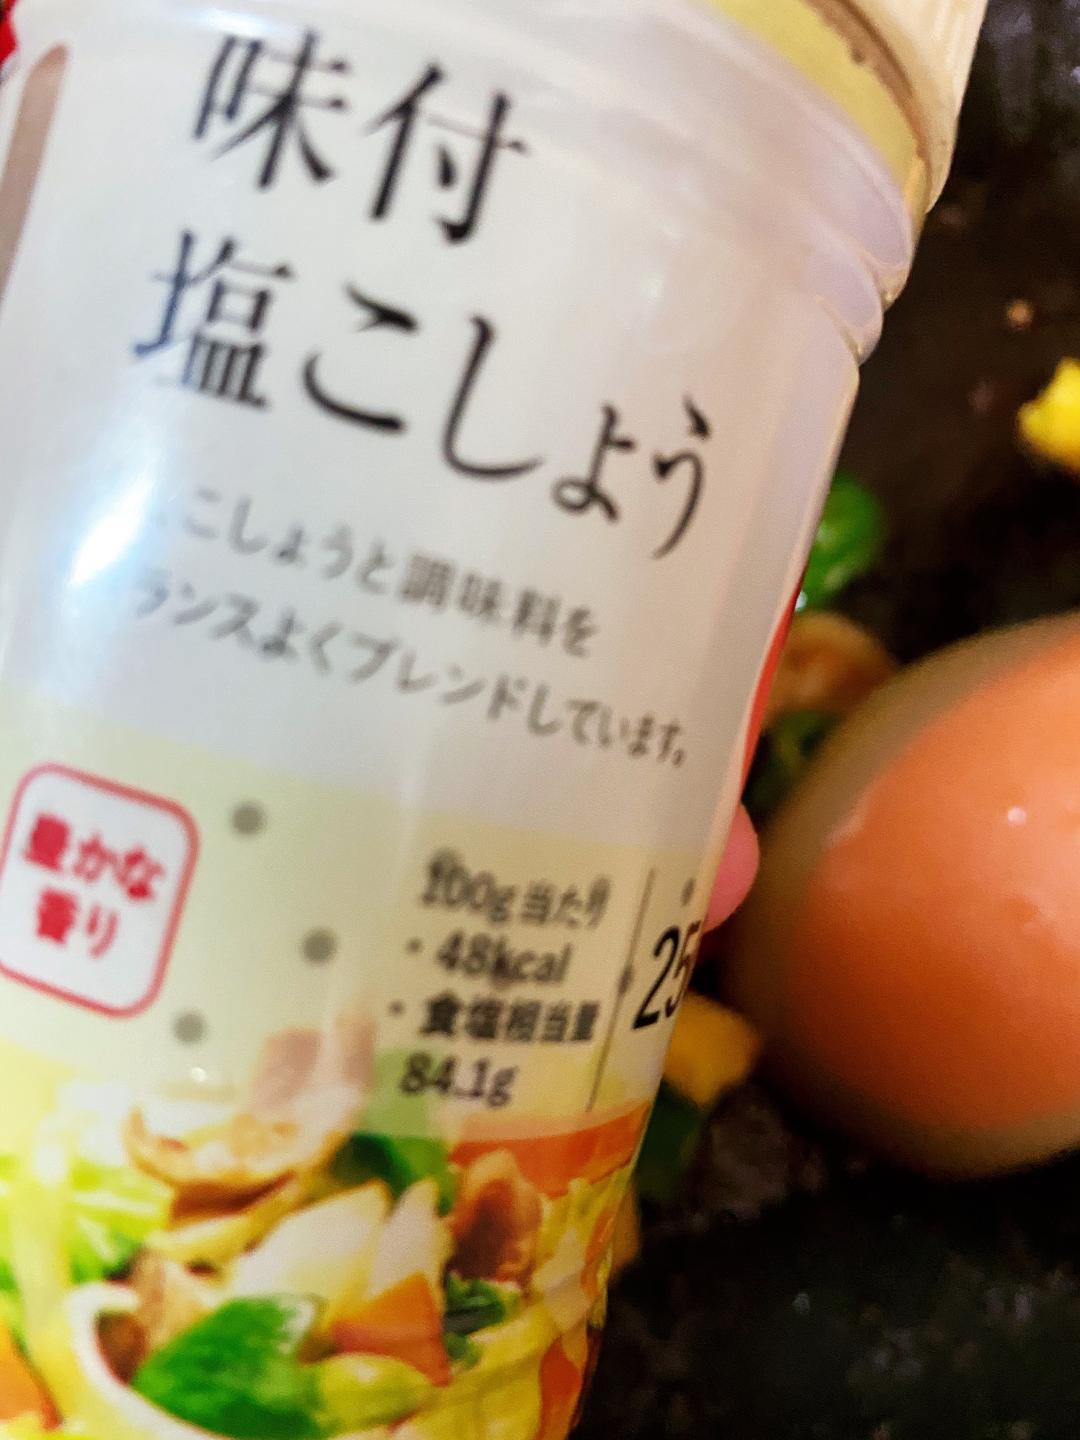 味付
塩こしょう
こしょうと調味料を
ランスよくブレンドしています。
豊かな
香り
100g当たり
・48kcal
・食塩相当量
84.1g
25